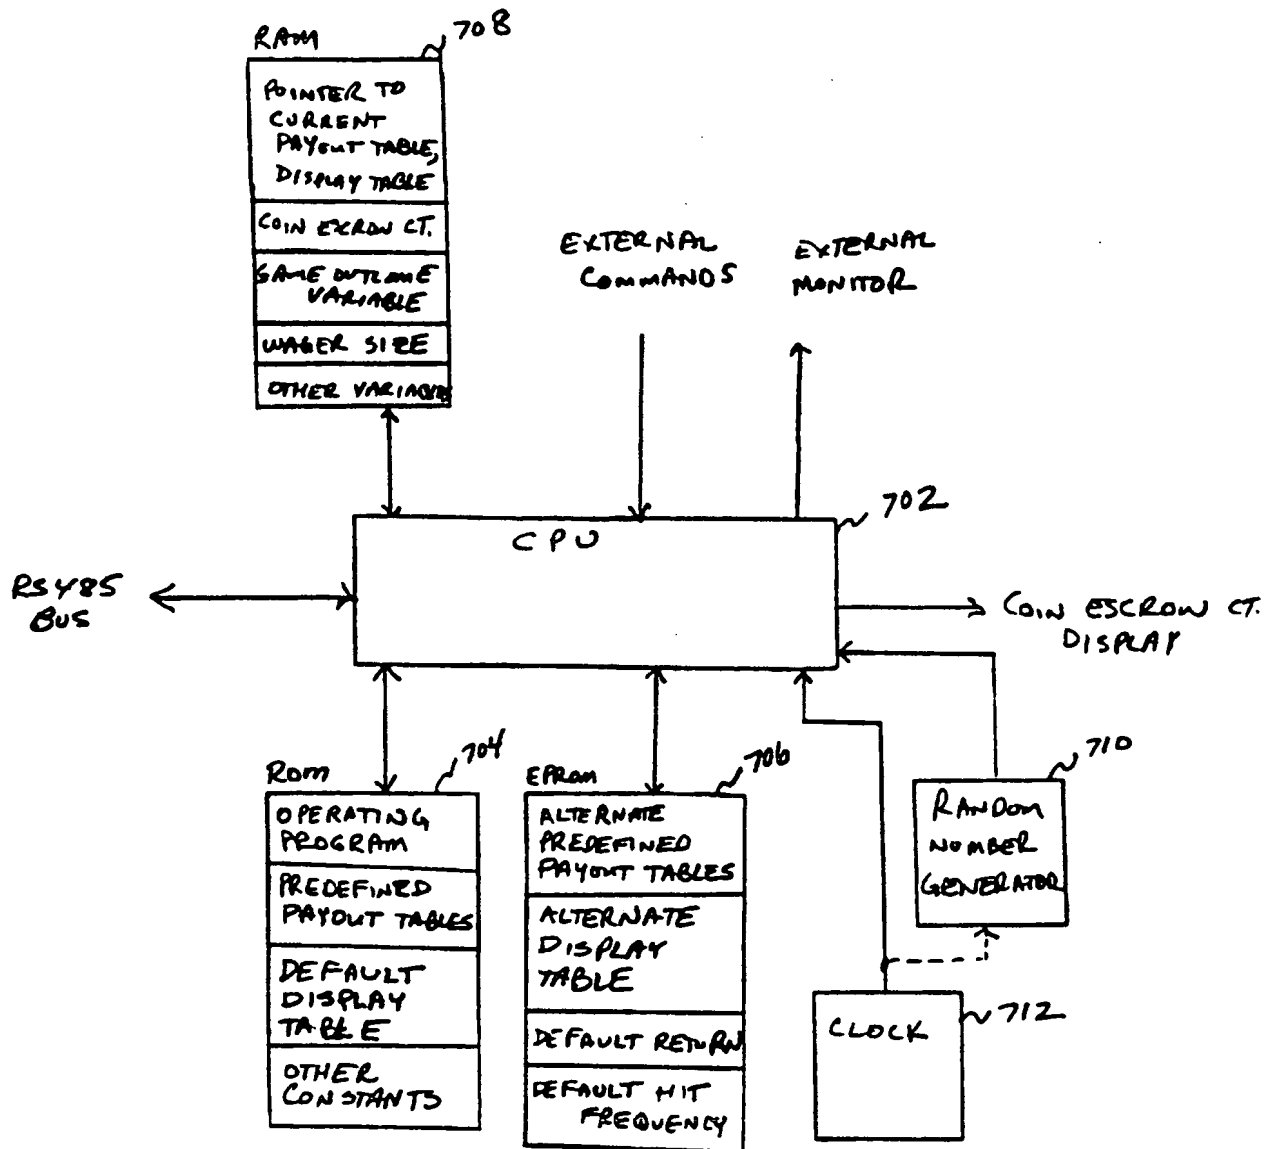 RAM
708
POINTER TO
CURRENT
PAYOUT TABLE,
DISPLAY TABLE
COIN ESCROW CT.
GAME OUTCOME
VARIABLE
WAGER SIZE
OTHER VARIABLES
EXTERNAL
COMMANDS
EXTERNAL
MONITOR
702
CPU
RS485
BUS
COIN ESCROW CT.
DISPLAY
ROM
704
OPERATING
PROGRAM
PREDEFINED
PAYOUT TABLES
DEFAULT
DISPLAY
TABLE
OTHER
CONSTANTS
EPROM
706
ALTERNATE
PREDEFINED
PAYOUT TABLES
ALTERNATE
DISPLAY
TABLE
DEFAULT RETURN
DEFAULT HIT
FREQUENCY
710
RANDOM
NUMBER
GENERATOR
CLOCK
712